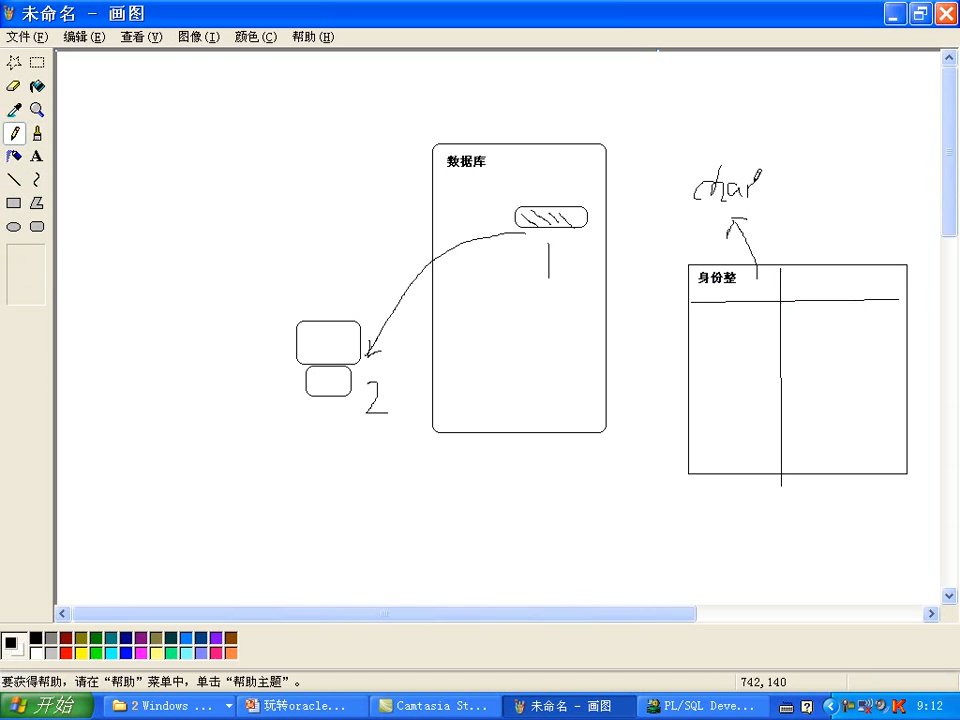 未命名 - 画图
文件(F) 编辑(E) 查看(V) 图像(I) 颜色(C) 帮助(H)
数据库
char
1
身份整
2
要获得帮助，请在“帮助”菜单中，单击“帮助主题”。 742,140
开始 2 Windows ... 玩转oracle... Camtasia St... 未命名 - 画图 PL/SQL Deve... 9:12